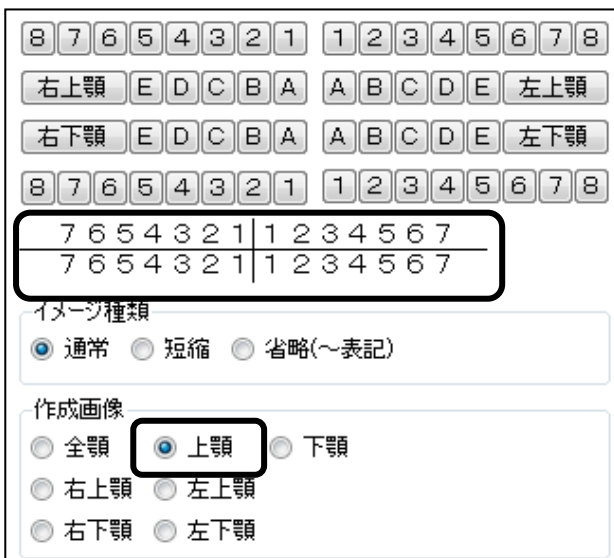 ８ ７ ６ ５ ４ ３ ２ １ １ ２ ３ ４ ５ ６ ７ ８
右上顎 Ｅ Ｄ Ｃ Ｂ Ａ Ａ Ｂ Ｃ Ｄ Ｅ 左上顎
右下顎 Ｅ Ｄ Ｃ Ｂ Ａ Ａ Ｂ Ｃ Ｄ Ｅ 左下顎
８ ７ ６ ５ ４ ３ ２ １ １ ２ ３ ４ ５ ６ ７ ８
７ ６ ５ ４ ３ ２ １ １ ２ ３ ４ ５ ６ ７
７ ６ ５ ４ ３ ２ １ １ ２ ３ ４ ５ ６ ７
イメージ種類
通常 短縮 省略(～表記)
作成画像
全顎 上顎 下顎
右上顎 左上顎
右下顎 左下顎